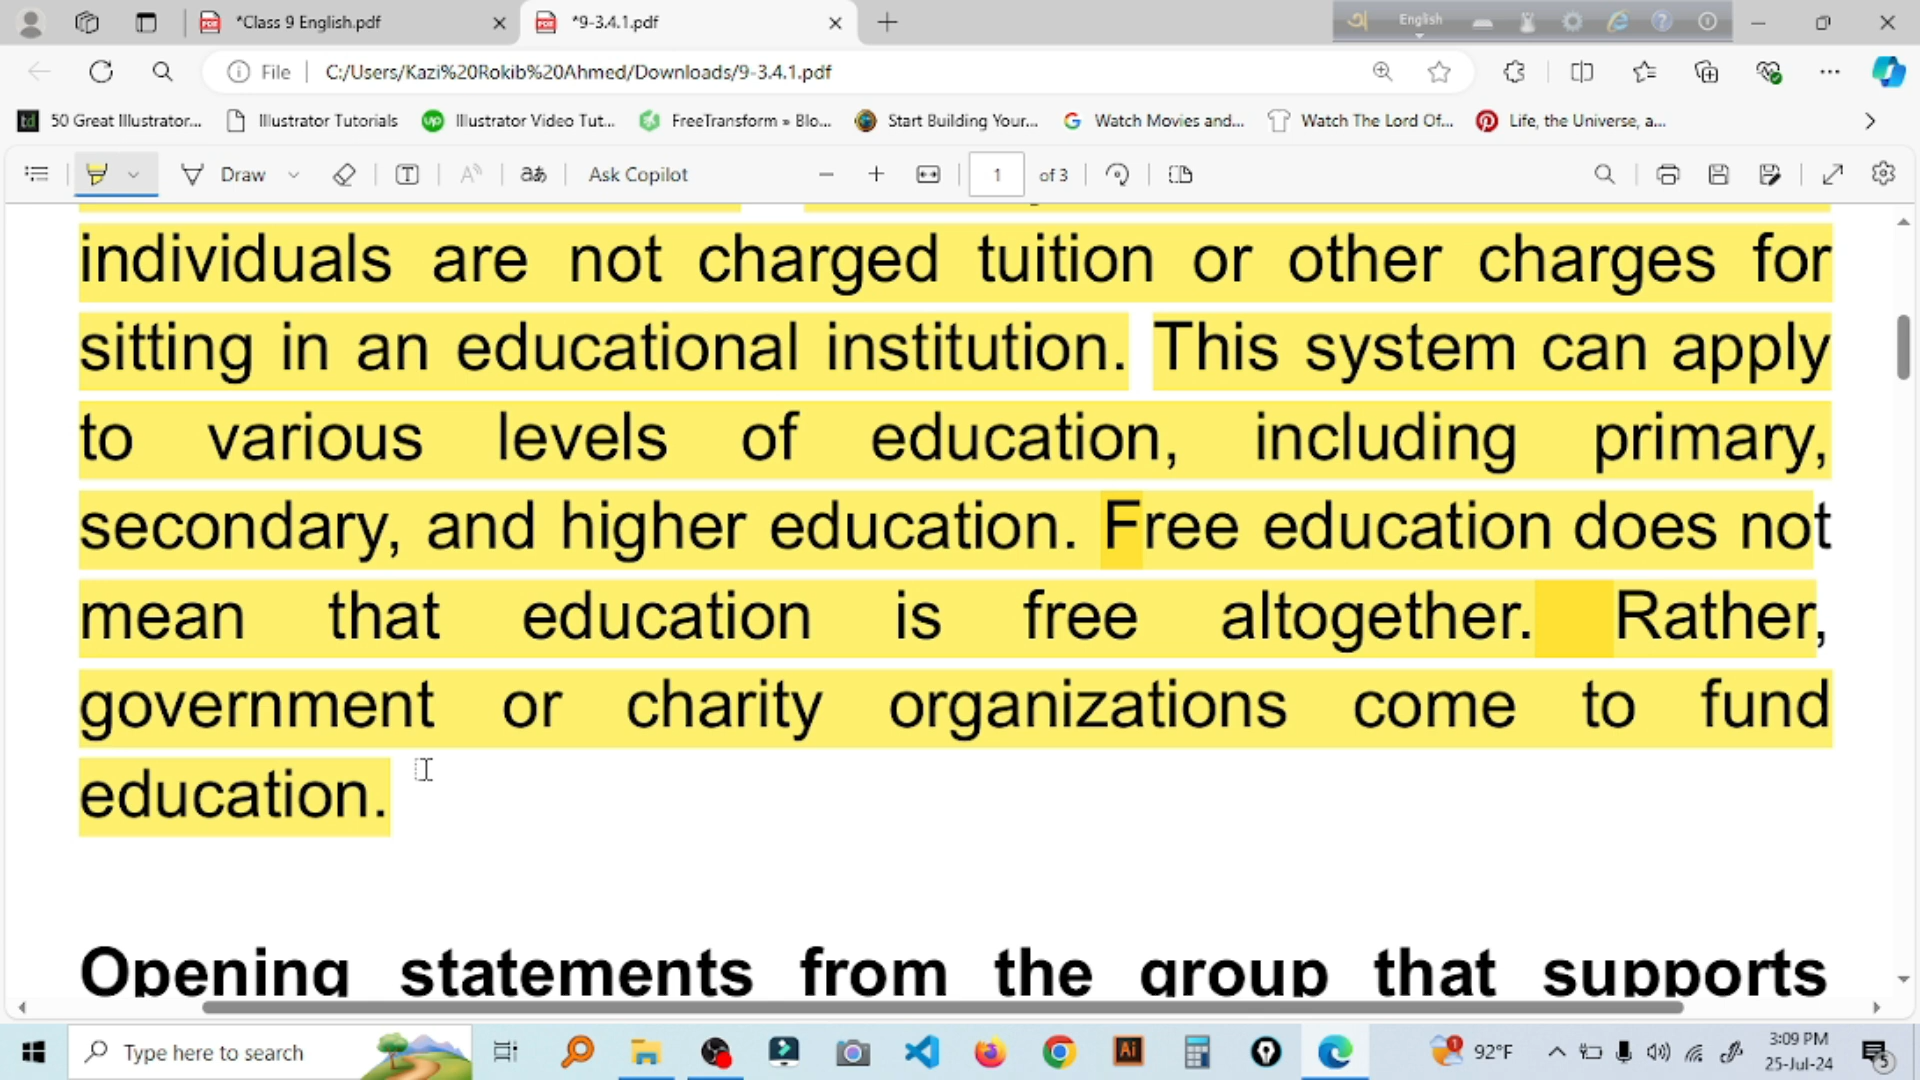 *Class 9 English.pdf
*9-3.4.1.pdf
English
File
C:/Users/Kazi%20Rokib%20Ahmed/Downloads/9-3.4.1.pdf
td
50 Great Illustrator...
Illustrator Tutorials
up
Illustrator Video Tut...
FreeTransform » Blo...
Start Building Your...
Watch Movies and...
Watch The Lord Of...
Life, the Universe, a...
Draw
Ask Copilot
1
of 3
individuals are not charged tuition or other charges for
sitting in an educational institution. This system can apply
to various levels of education, including primary,
secondary, and higher education. Free education does not
mean that education is free altogether. Rather,
government or charity organizations come to fund
education.
Opening statements from the group that supports
Type here to search
Ai
92°F
3:09 PM
25-Jul-24
5